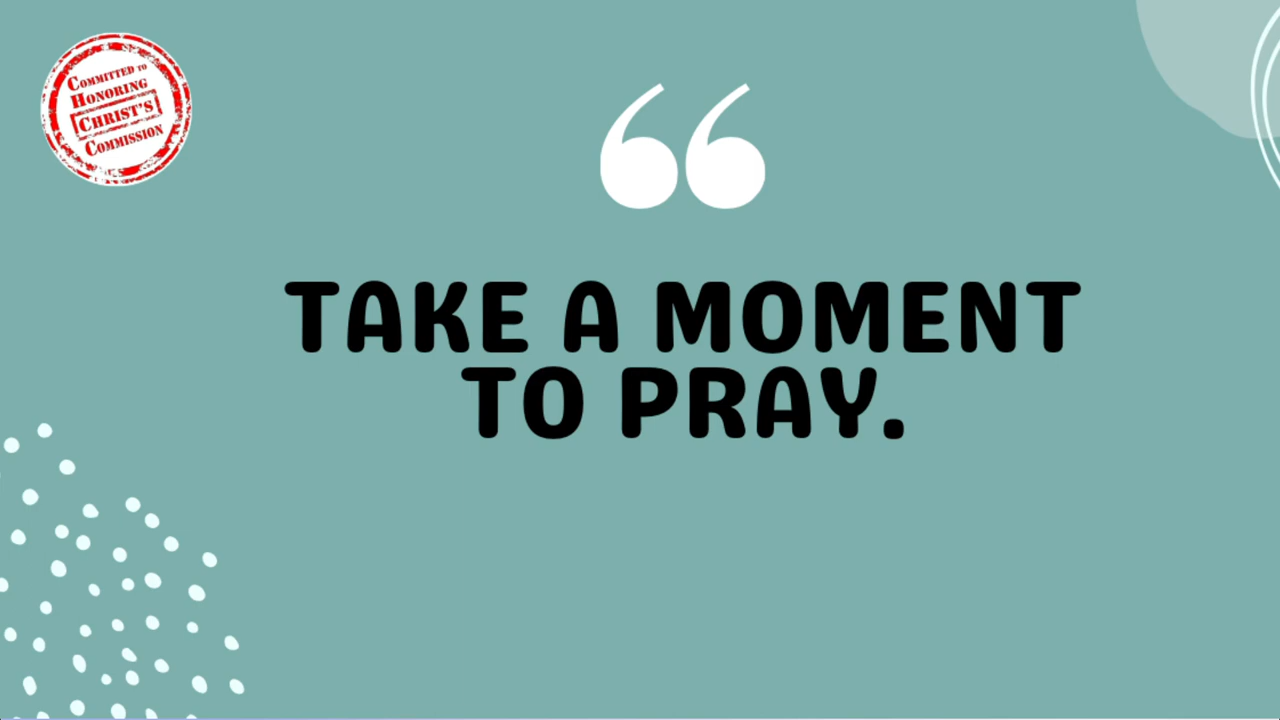 COMMITTED TO
HONORING
CHRIST'S
COMMISSION
“
TAKE A MOMENT
TO PRAY.